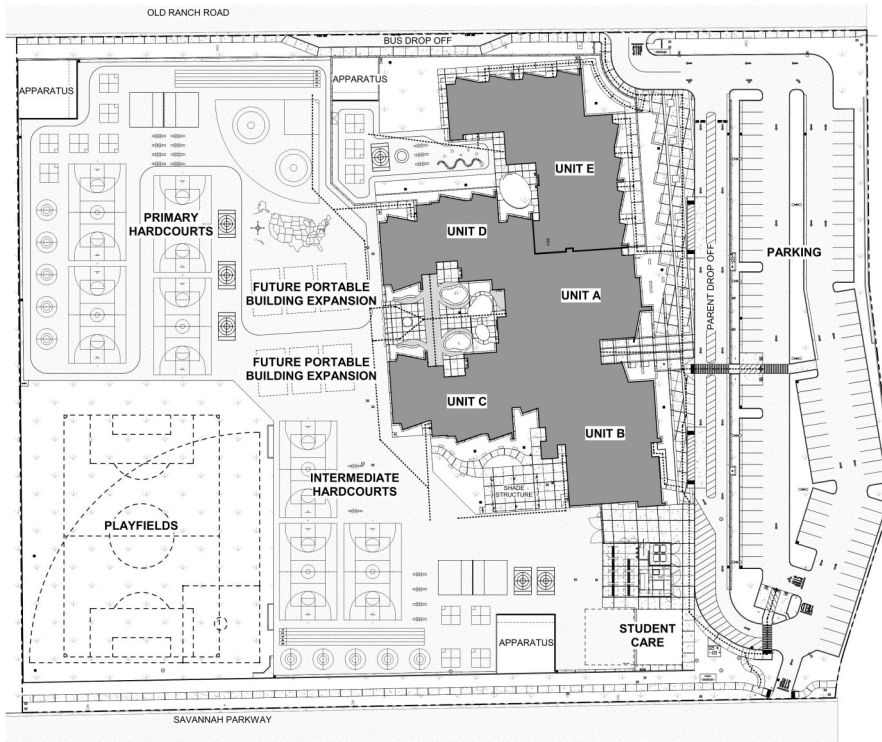 OLD RANCH ROAD
BUS DROP OFF
STOP
APPARATUS
APPARATUS
UNIT E
PRIMARY
HARDCOURTS
UNIT D
PARKING
PARENT DROP OFF
FUTURE PORTABLE
BUILDING EXPANSION
UNIT A
FUTURE PORTABLE
BUILDING EXPANSION
UNIT C
UNIT B
INTERMEDIATE
HARDCOURTS
SHADE
STRUCTURE
PLAYFIELDS
STUDENT
CARE
APPARATUS
SAVANNAH PARKWAY